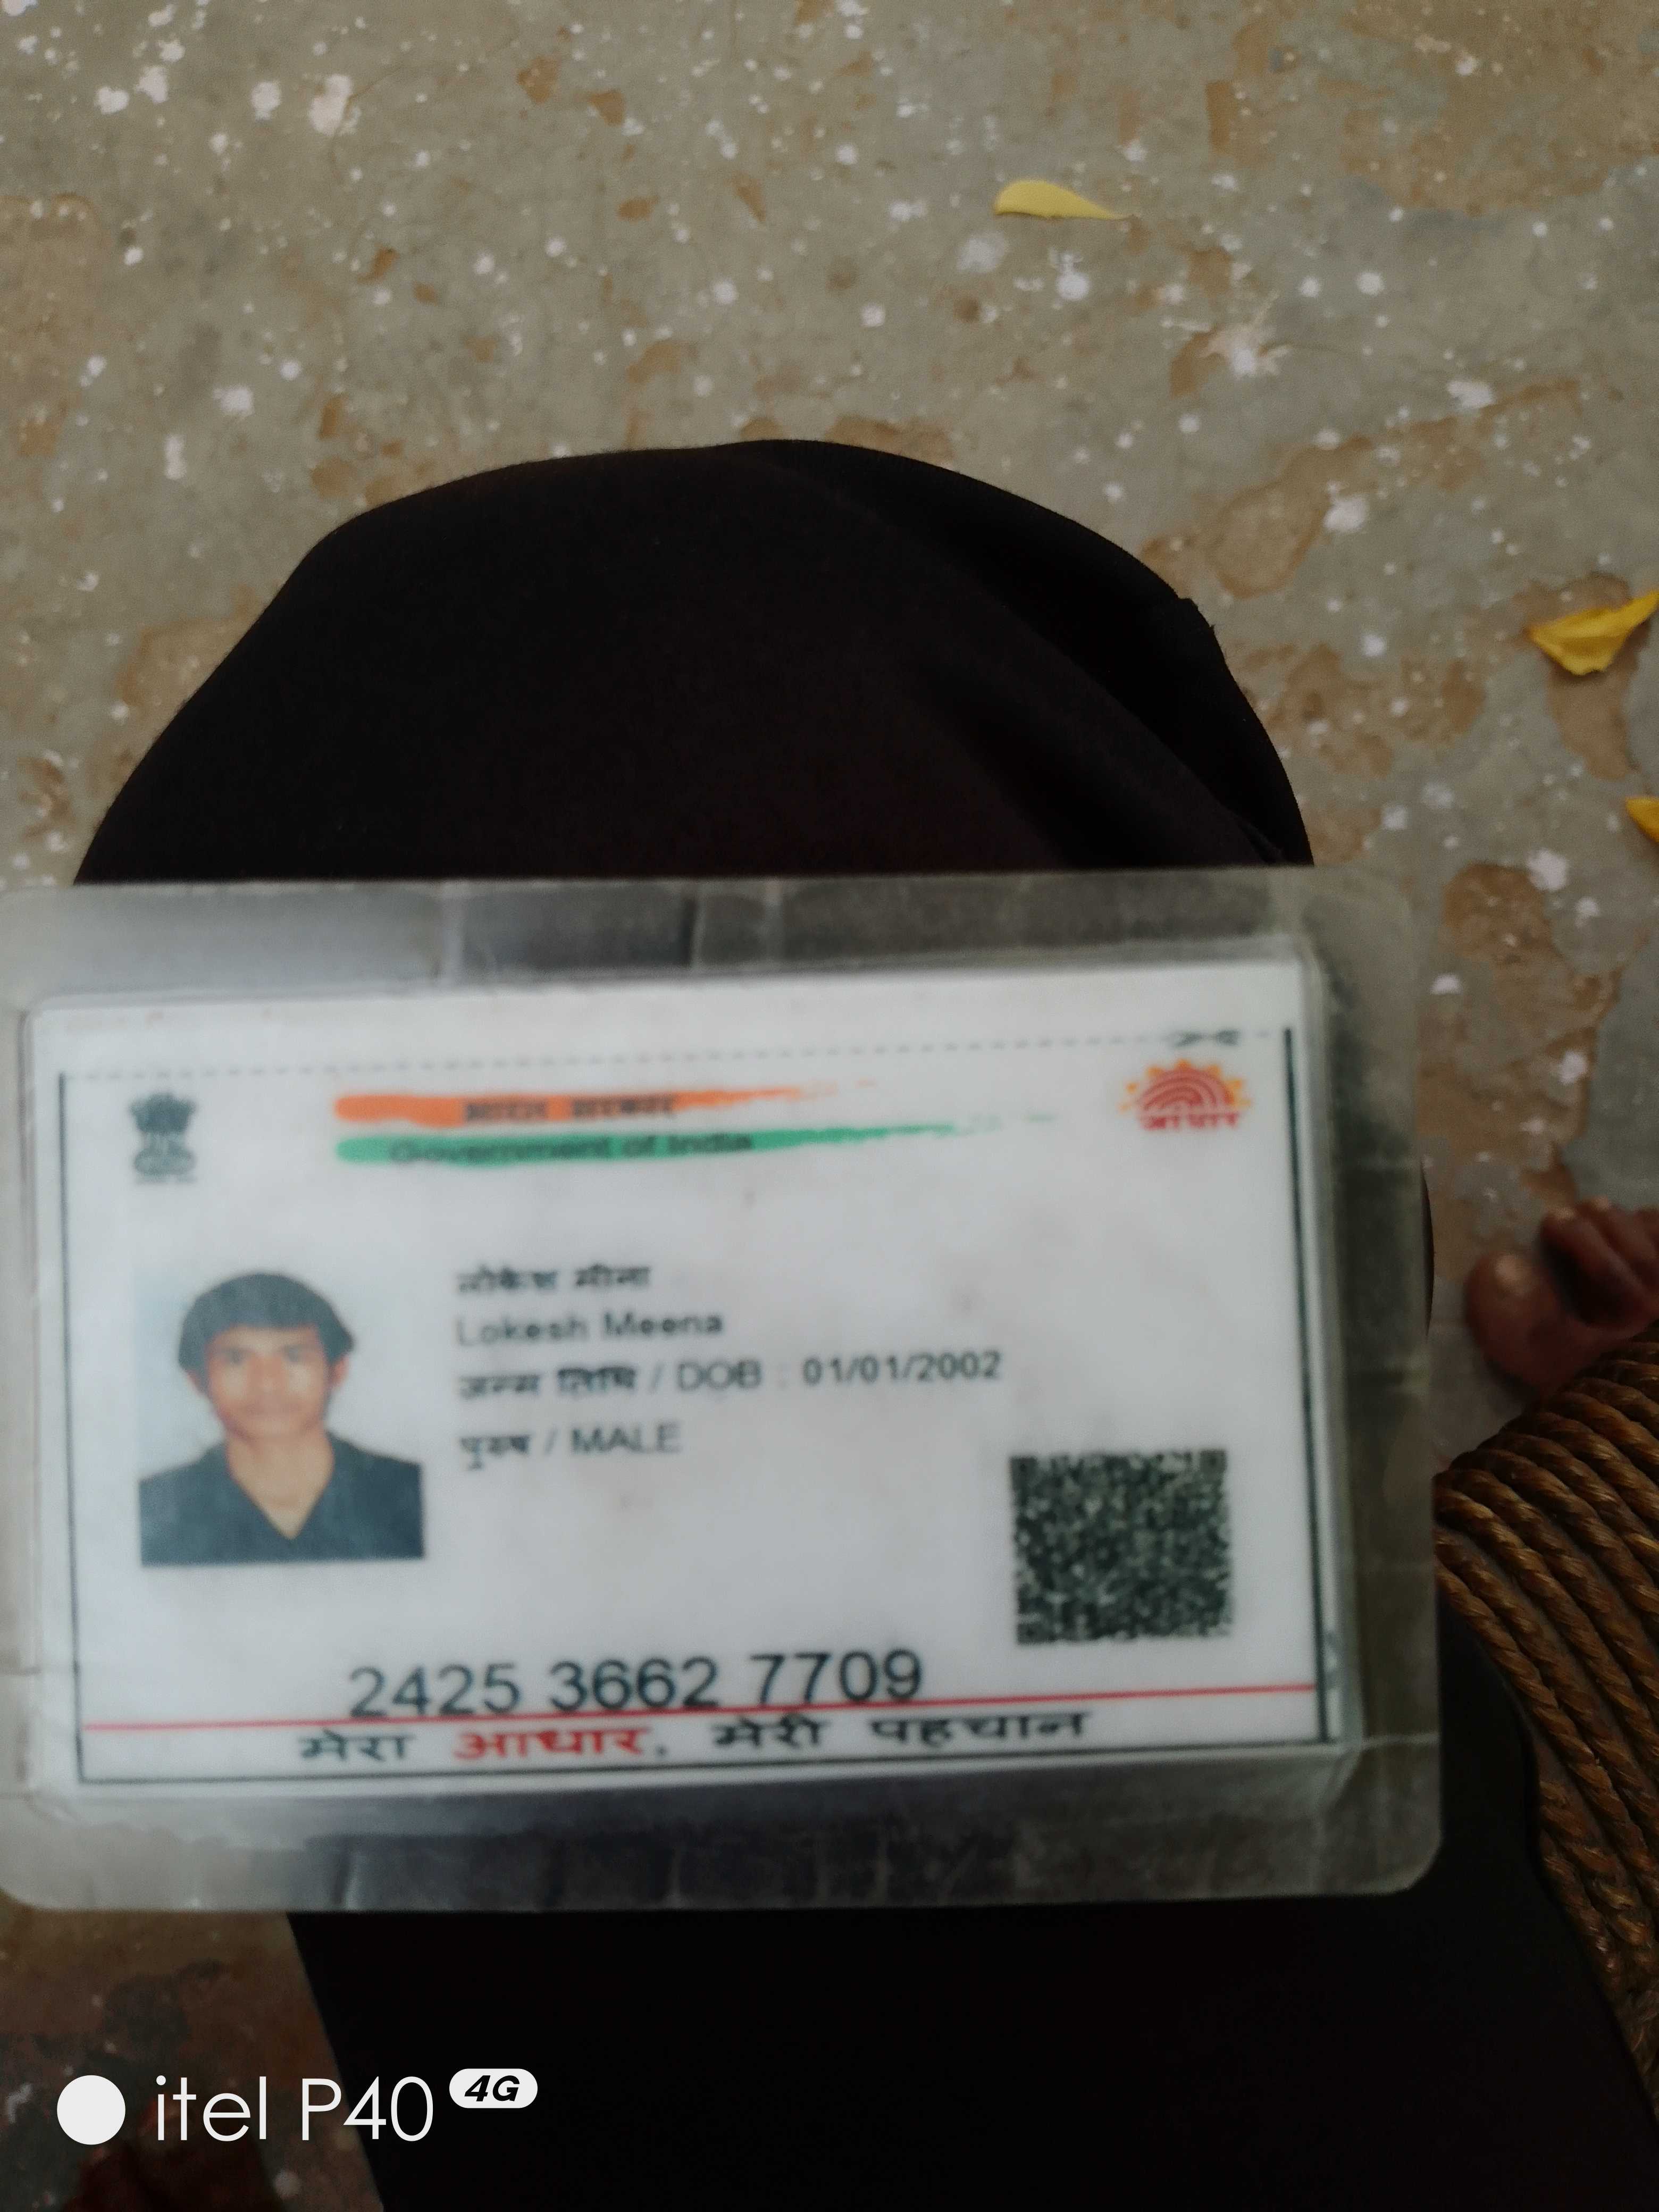 भारत सरकार
Government of India
आधार
लोकेश मीना
Lokesh Meena
जन्म तिथि / DOB : 01/01/2002
पुरुष / MALE
2425 3662 7709
मेरा आधार, मेरी पहचान
itel P40 4G